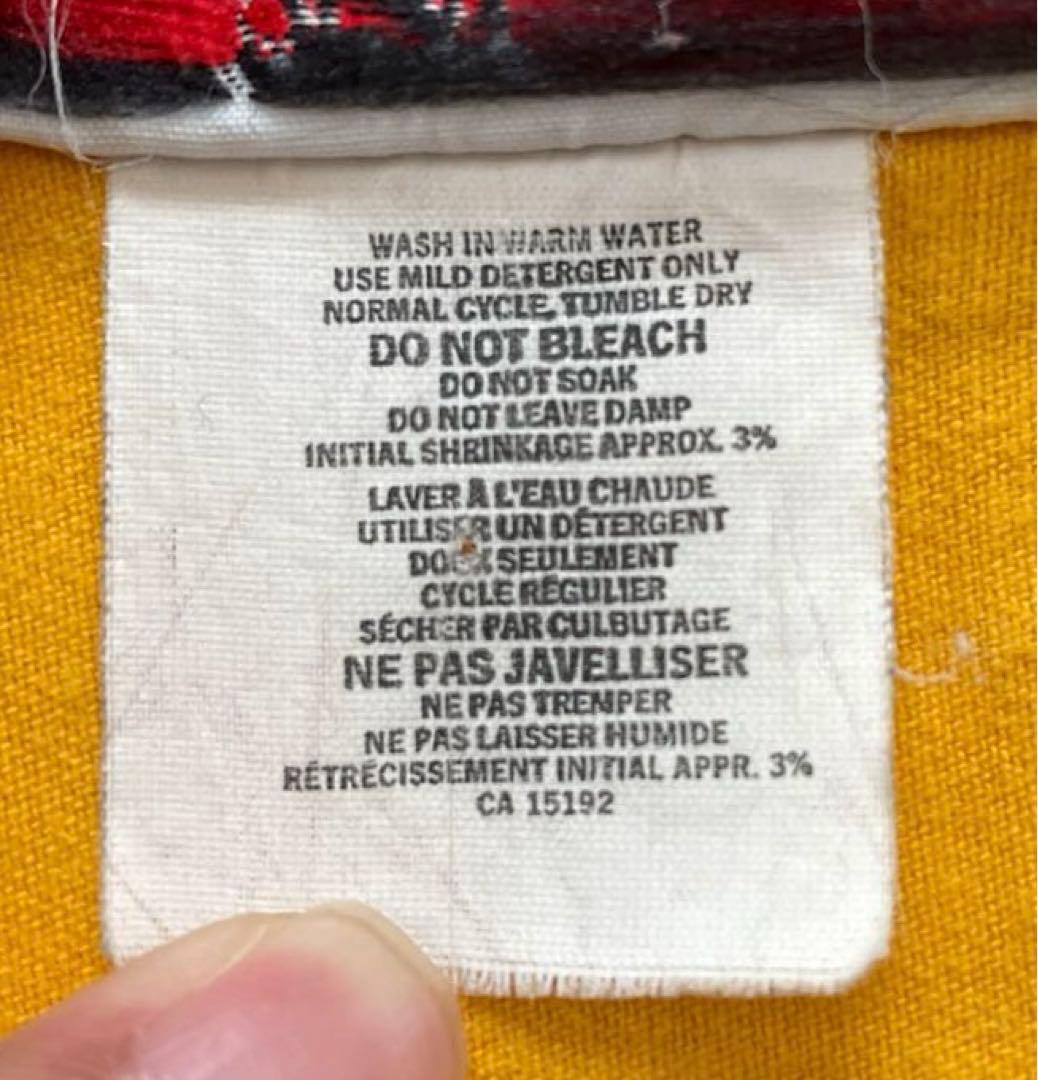 WASH IN WARM WATER
USE MILD DETERGENT ONLY
NORMAL CYCLE, TUMBLE DRY
DO NOT BLEACH
DO NOT SOAK
DO NOT LEAVE DAMP
INITIAL SHRINKAGE APPROX. 3%
LAVER À L'EAU CHAUDE
UTILISER UN DÉTERGENT
DOUX SEULEMENT
CYCLE RÉGULIER
SÉCHER PAR CULBUTAGE
NE PAS JAVELLISER
NE PAS TREMPER
NE PAS LAISSER HUMIDE
RÉTRÉCISSEMENT INITIAL APPR. 3%
CA 15192